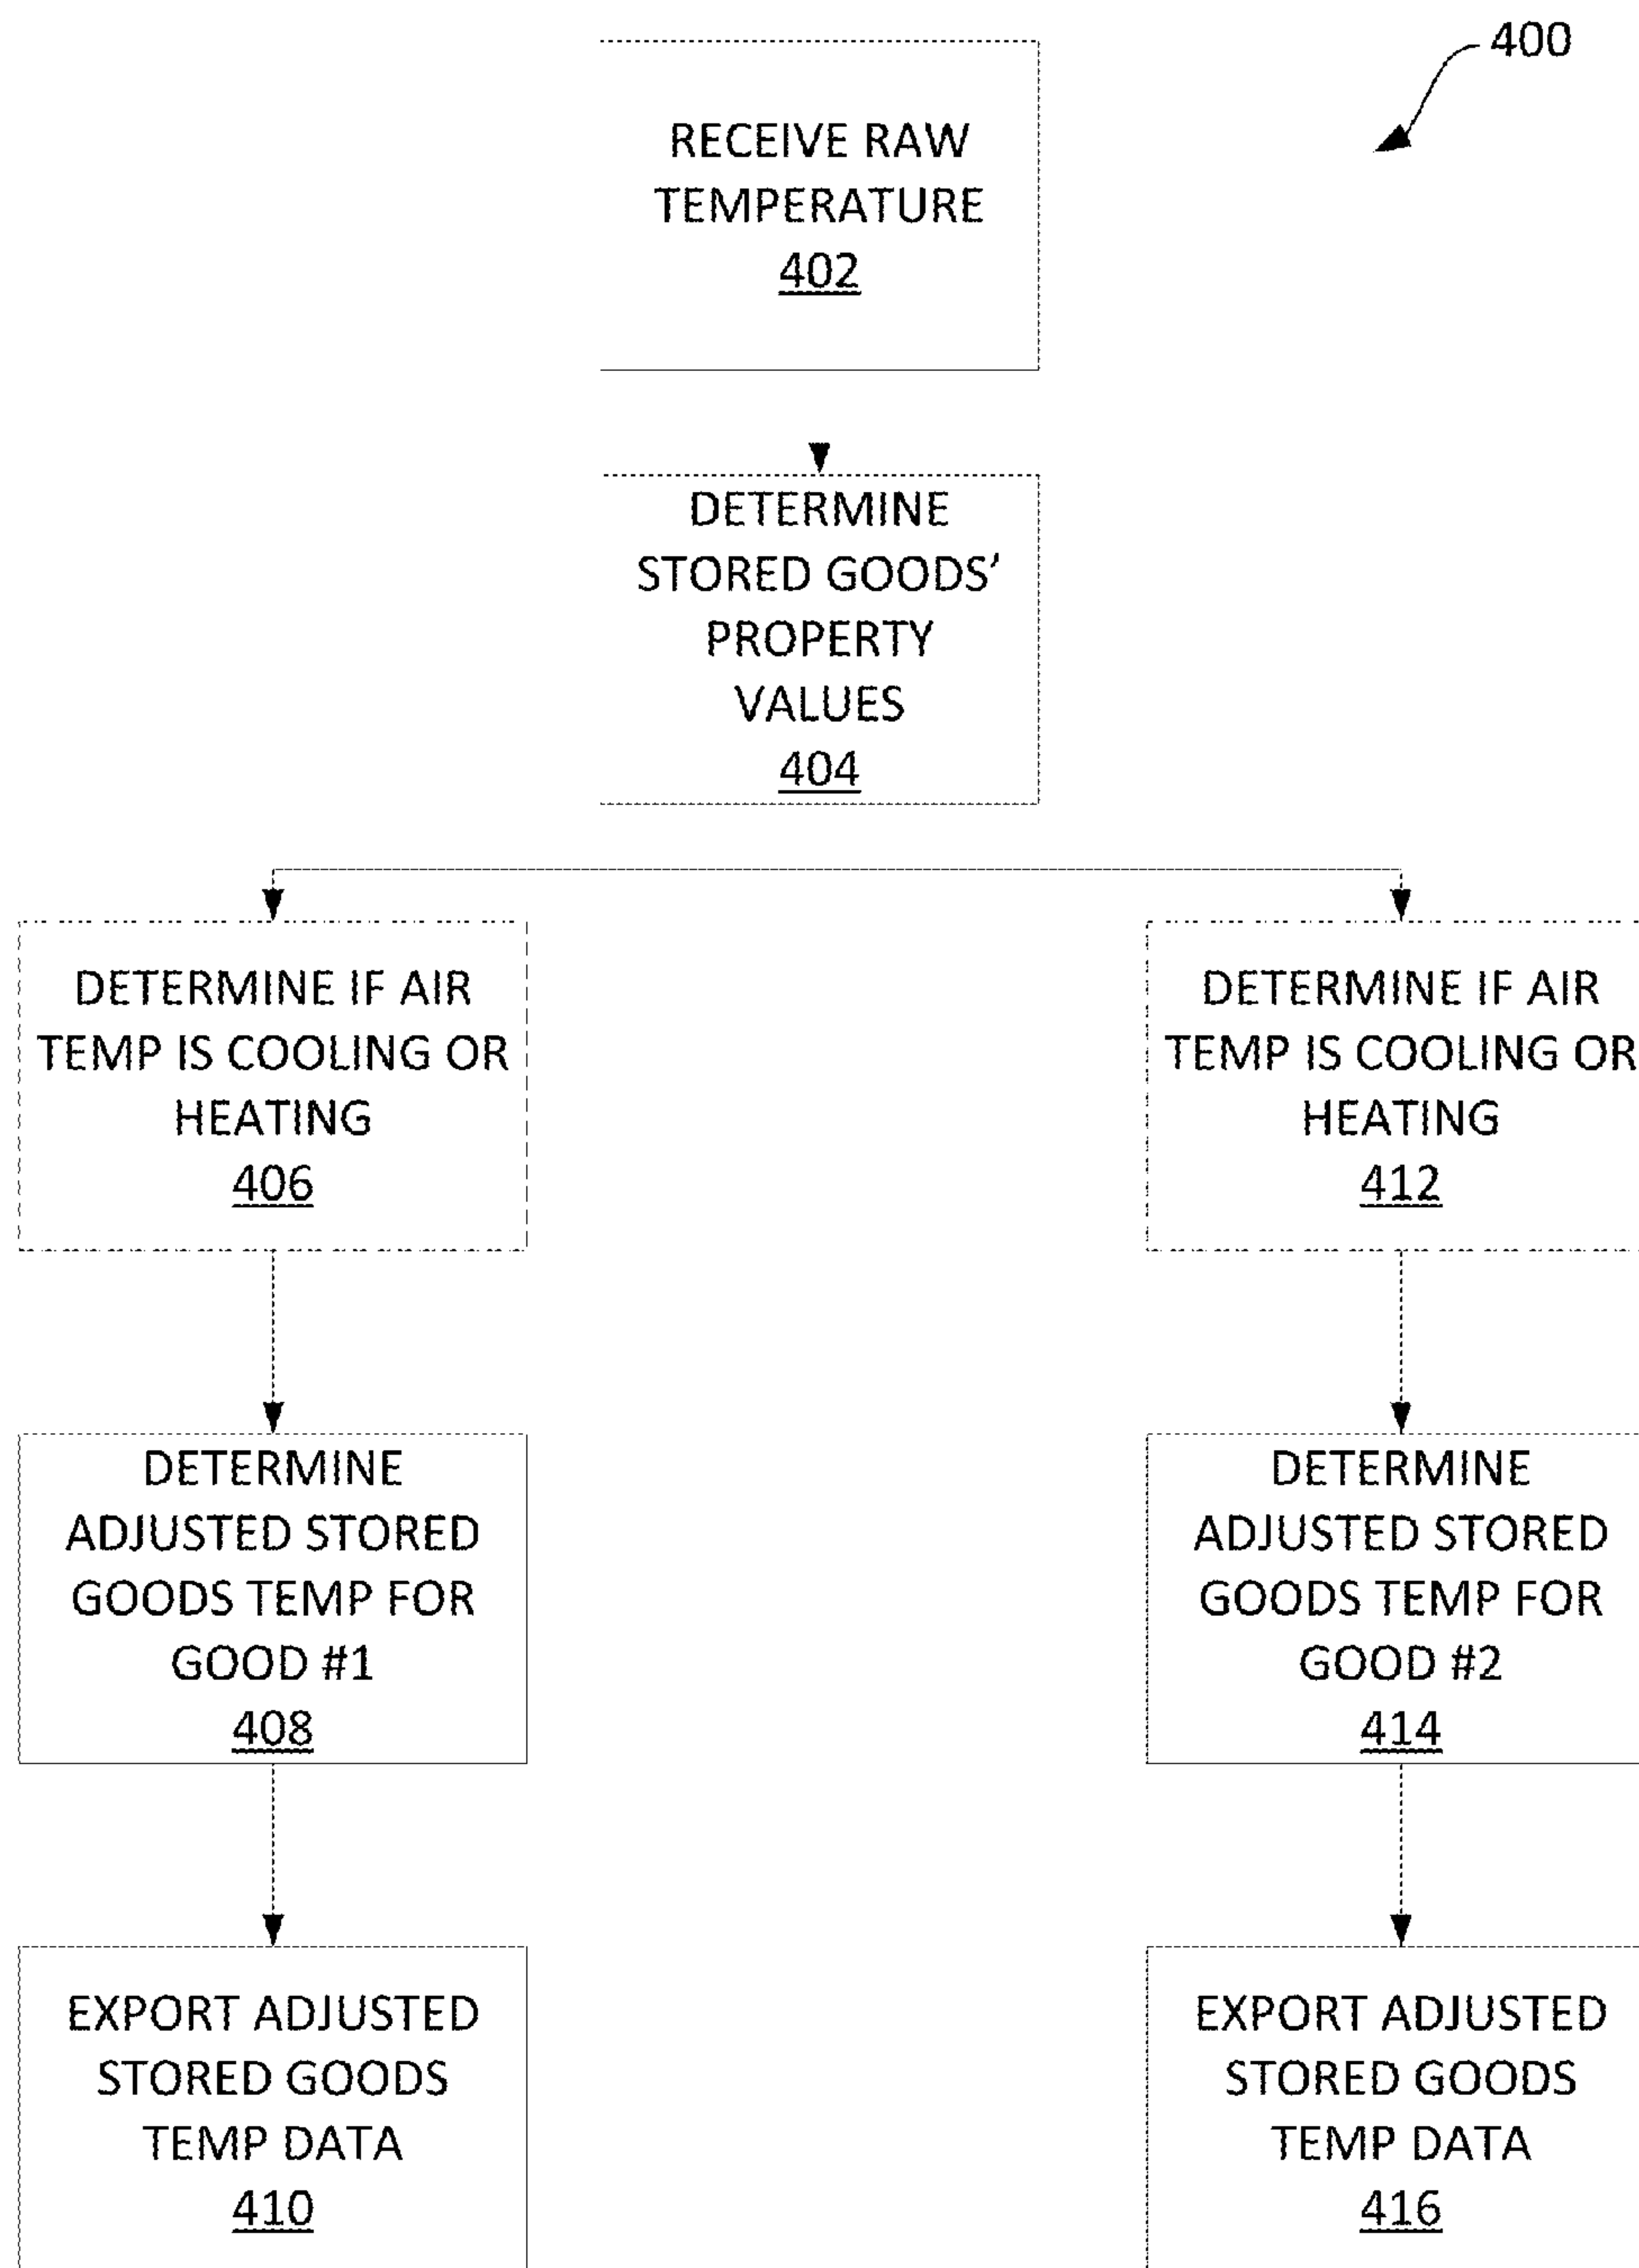 400
RECEIVE RAW
TEMPERATURE
402
DETERMINE
STORED GOODS’
PROPERTY
VALUES
404
DETERMINE IF AIR
TEMP IS COOLING OR
HEATING
406
DETERMINE ADJUSTED STORED
GOODS TEMP FOR
GOOD #1
408
EXPORT ADJUSTED
STORED GOODS
TEMP DATA
410
DETERMINE IF AIR
TEMP IS COOLING OR
HEATING
412
DETERMINE
ADJUSTED STORED
GOODS TEMP FOR
GOOD #2
414
EXPORT ADJUSTED
STORED GOODS
TEMP DATA
416